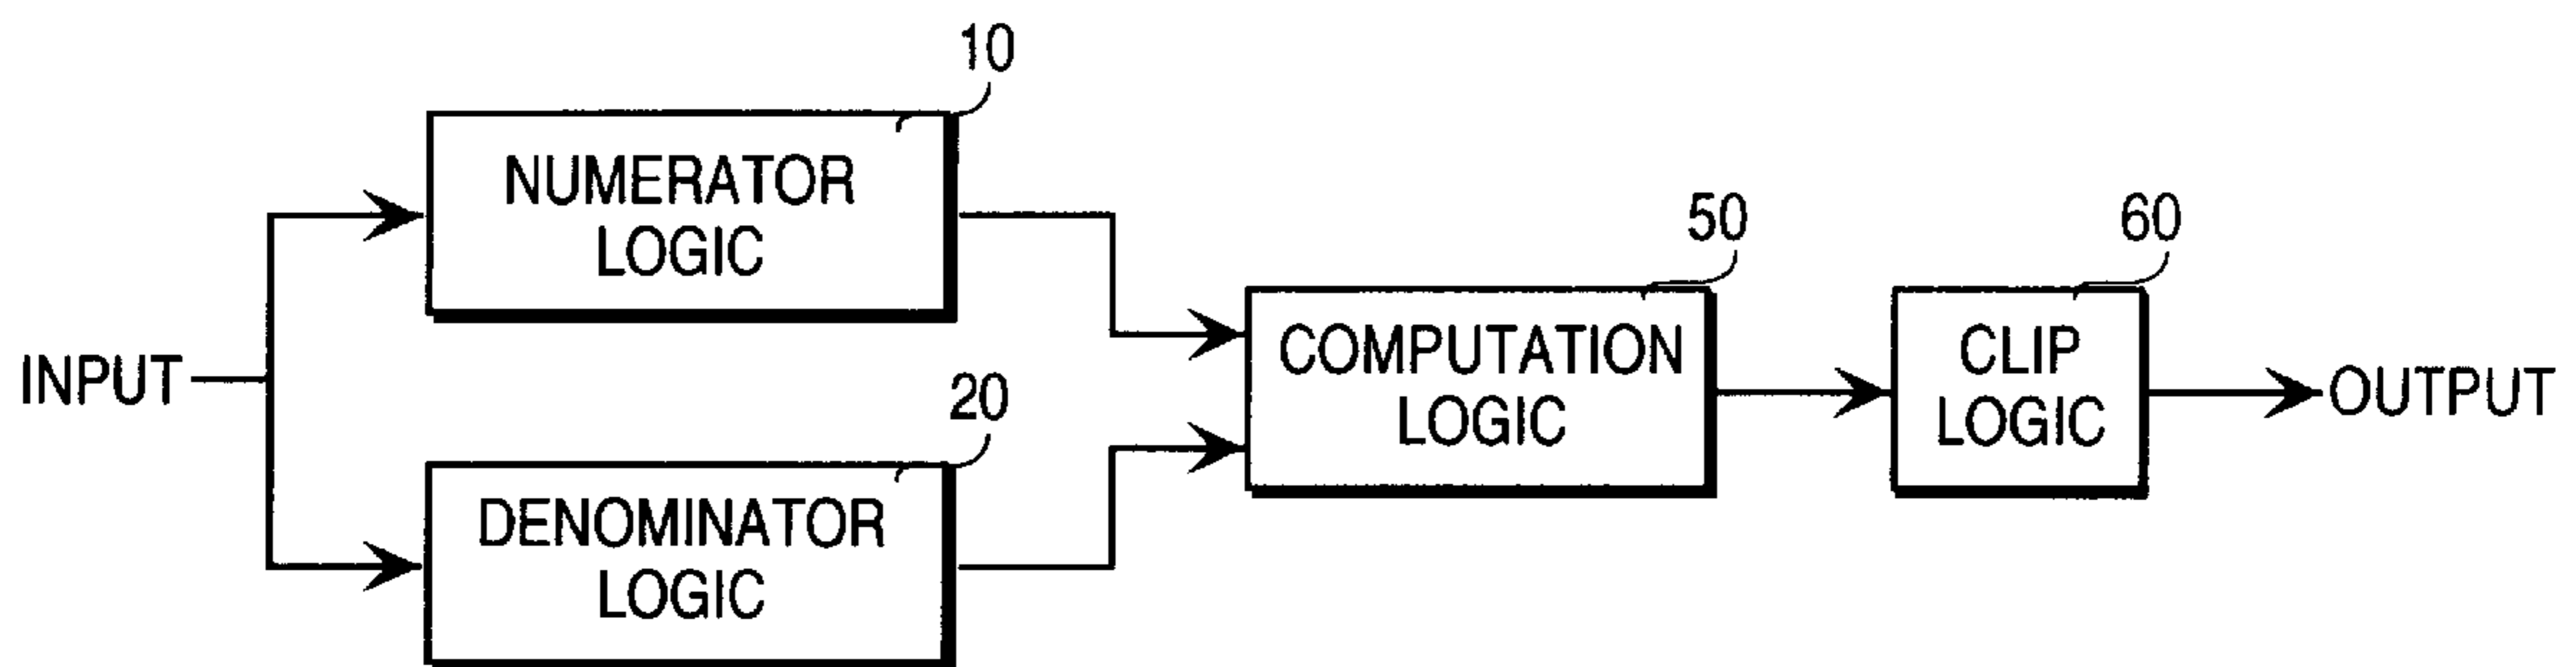 10
NUMERATOR
LOGIC
50
60
INPUT
20
COMPUTATION
LOGIC
CLIP
LOGIC
OUTPUT
DENOMINATOR
LOGIC